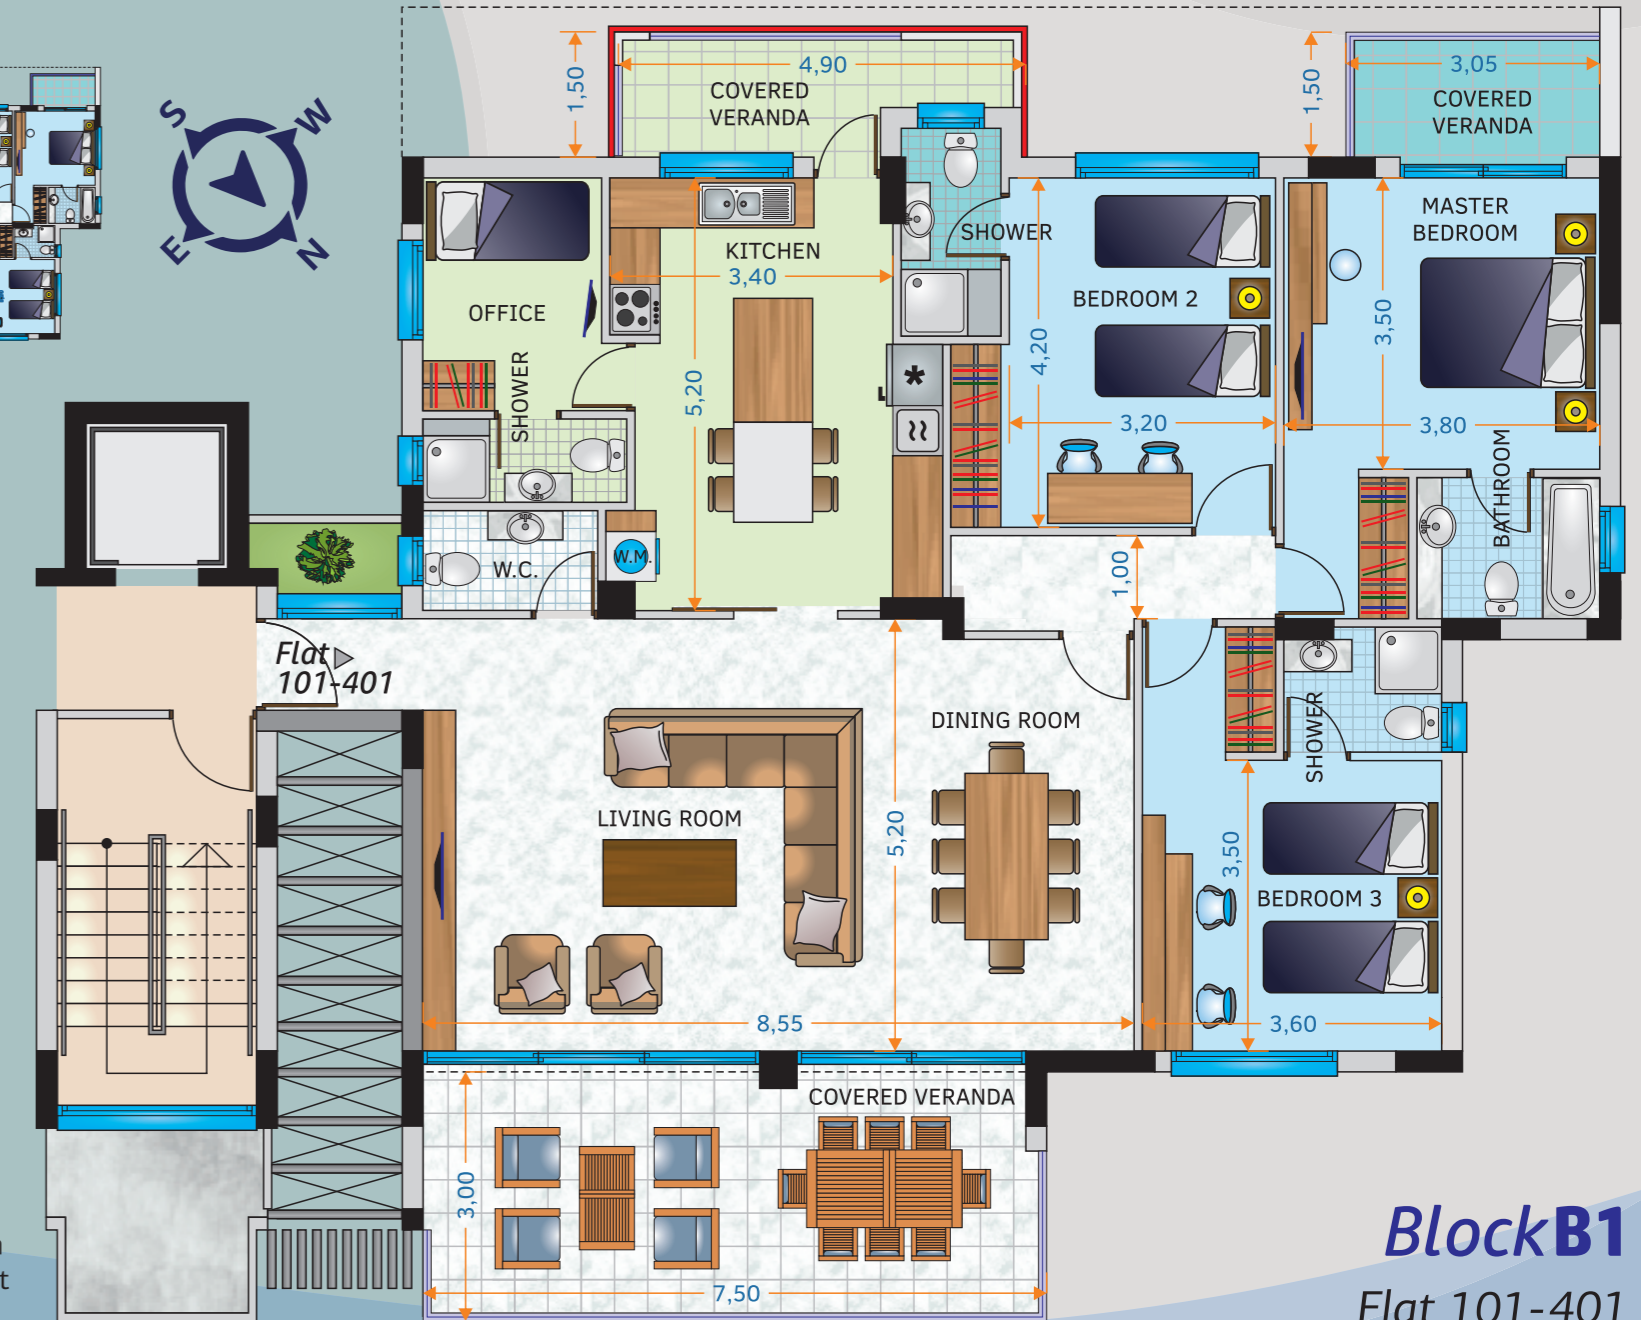 S
W
E
N
1,50
4,90
COVERED
VERANDA
1,50
3,05
COVERED
VERANDA
KITCHEN
3,40
OFFICE
SHOWER
5,20
SHOWER
BEDROOM 2
4,20
3,20
MASTER
BEDROOM
3,50
3,80
BATHROOM
*
W.C.
W.M.
1,00
Flat
101-401
LIVING ROOM
DINING ROOM
5,20
8,55
SHOWER
3,50
BEDROOM 3
3,60
COVERED VERANDA
3,00
7,50
t
Block B1
Flat 101-401